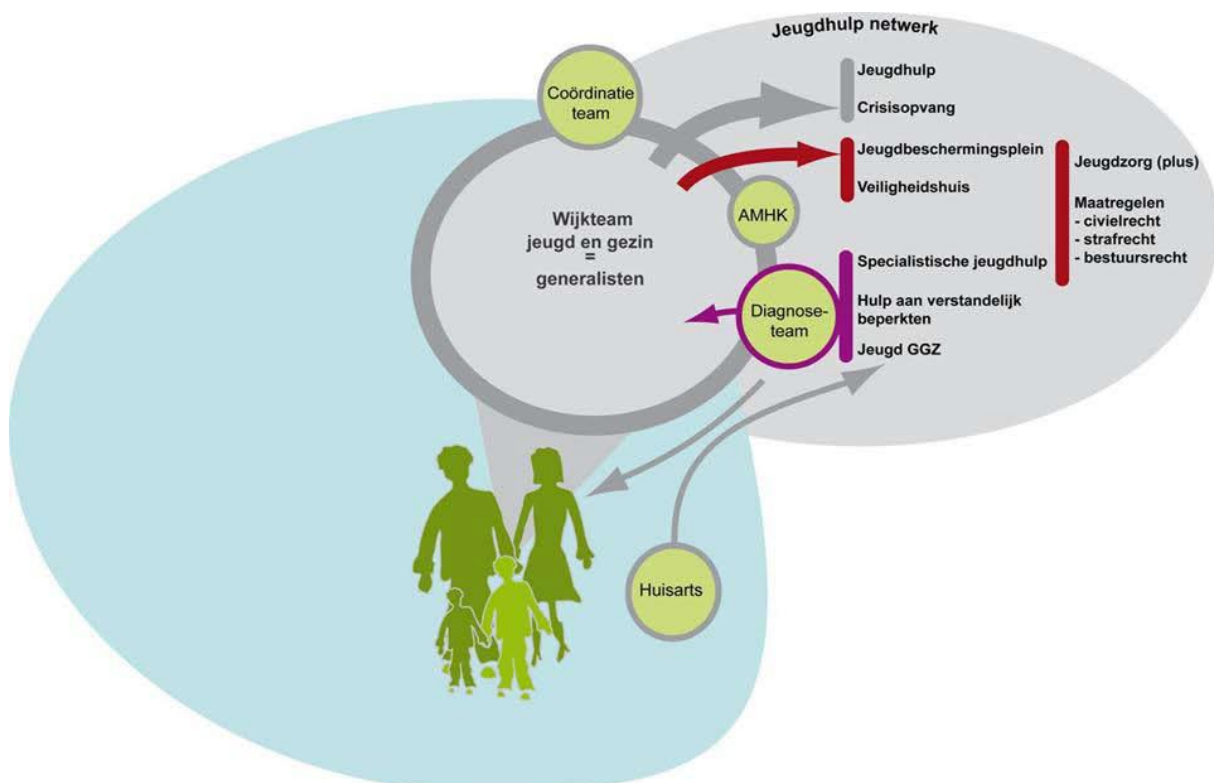 Jeugdhulp netwerk
Coördinatie
team
Jeugdhulp
Crisisopvang
Jeugdbeschermingsplein
Veiligheidshuis
Jeugdzorg (plus)
Maatregelen
- civielrecht
- strafrecht
- bestuursrecht
AMHK
Wijkteam
jeugd en gezin
=
generalisten
Diagnose-
team
Specialistische jeugdhulp
Hulp aan verstandelijk
beperkten
Jeugd GGZ
Huisarts